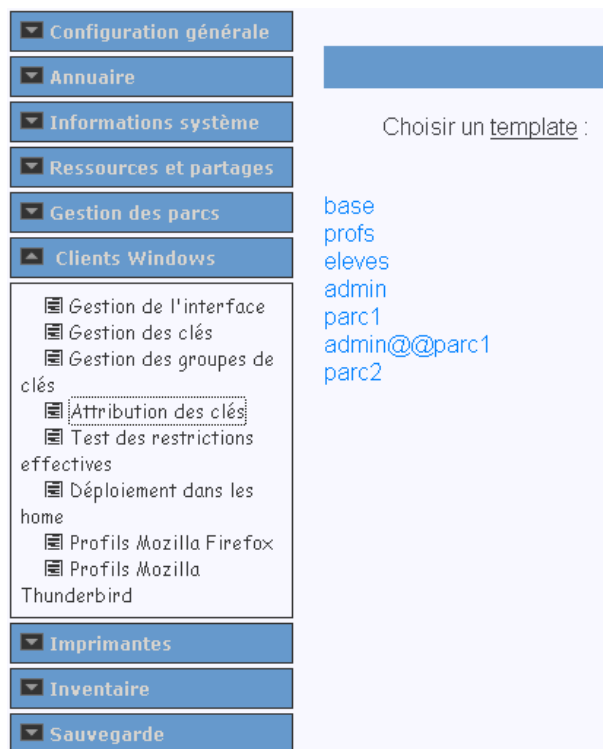 Configuration générale
Annuaire
Informations système
Ressources et partages
Gestion des parcs
Clients Windows
Gestion de l'interface
Gestion des clés
Gestion des groupes de
clés
Attribution des clés
Test des restrictions
effectives
Déploiement dans les
home
Profils Mozilla Firefox
Profils Mozilla
Thunderbird
Imprimantes
Inventaire
Sauvegarde
Choisir un template :
base
profs
eleves
admin
parc1
admin@@parc1
parc2